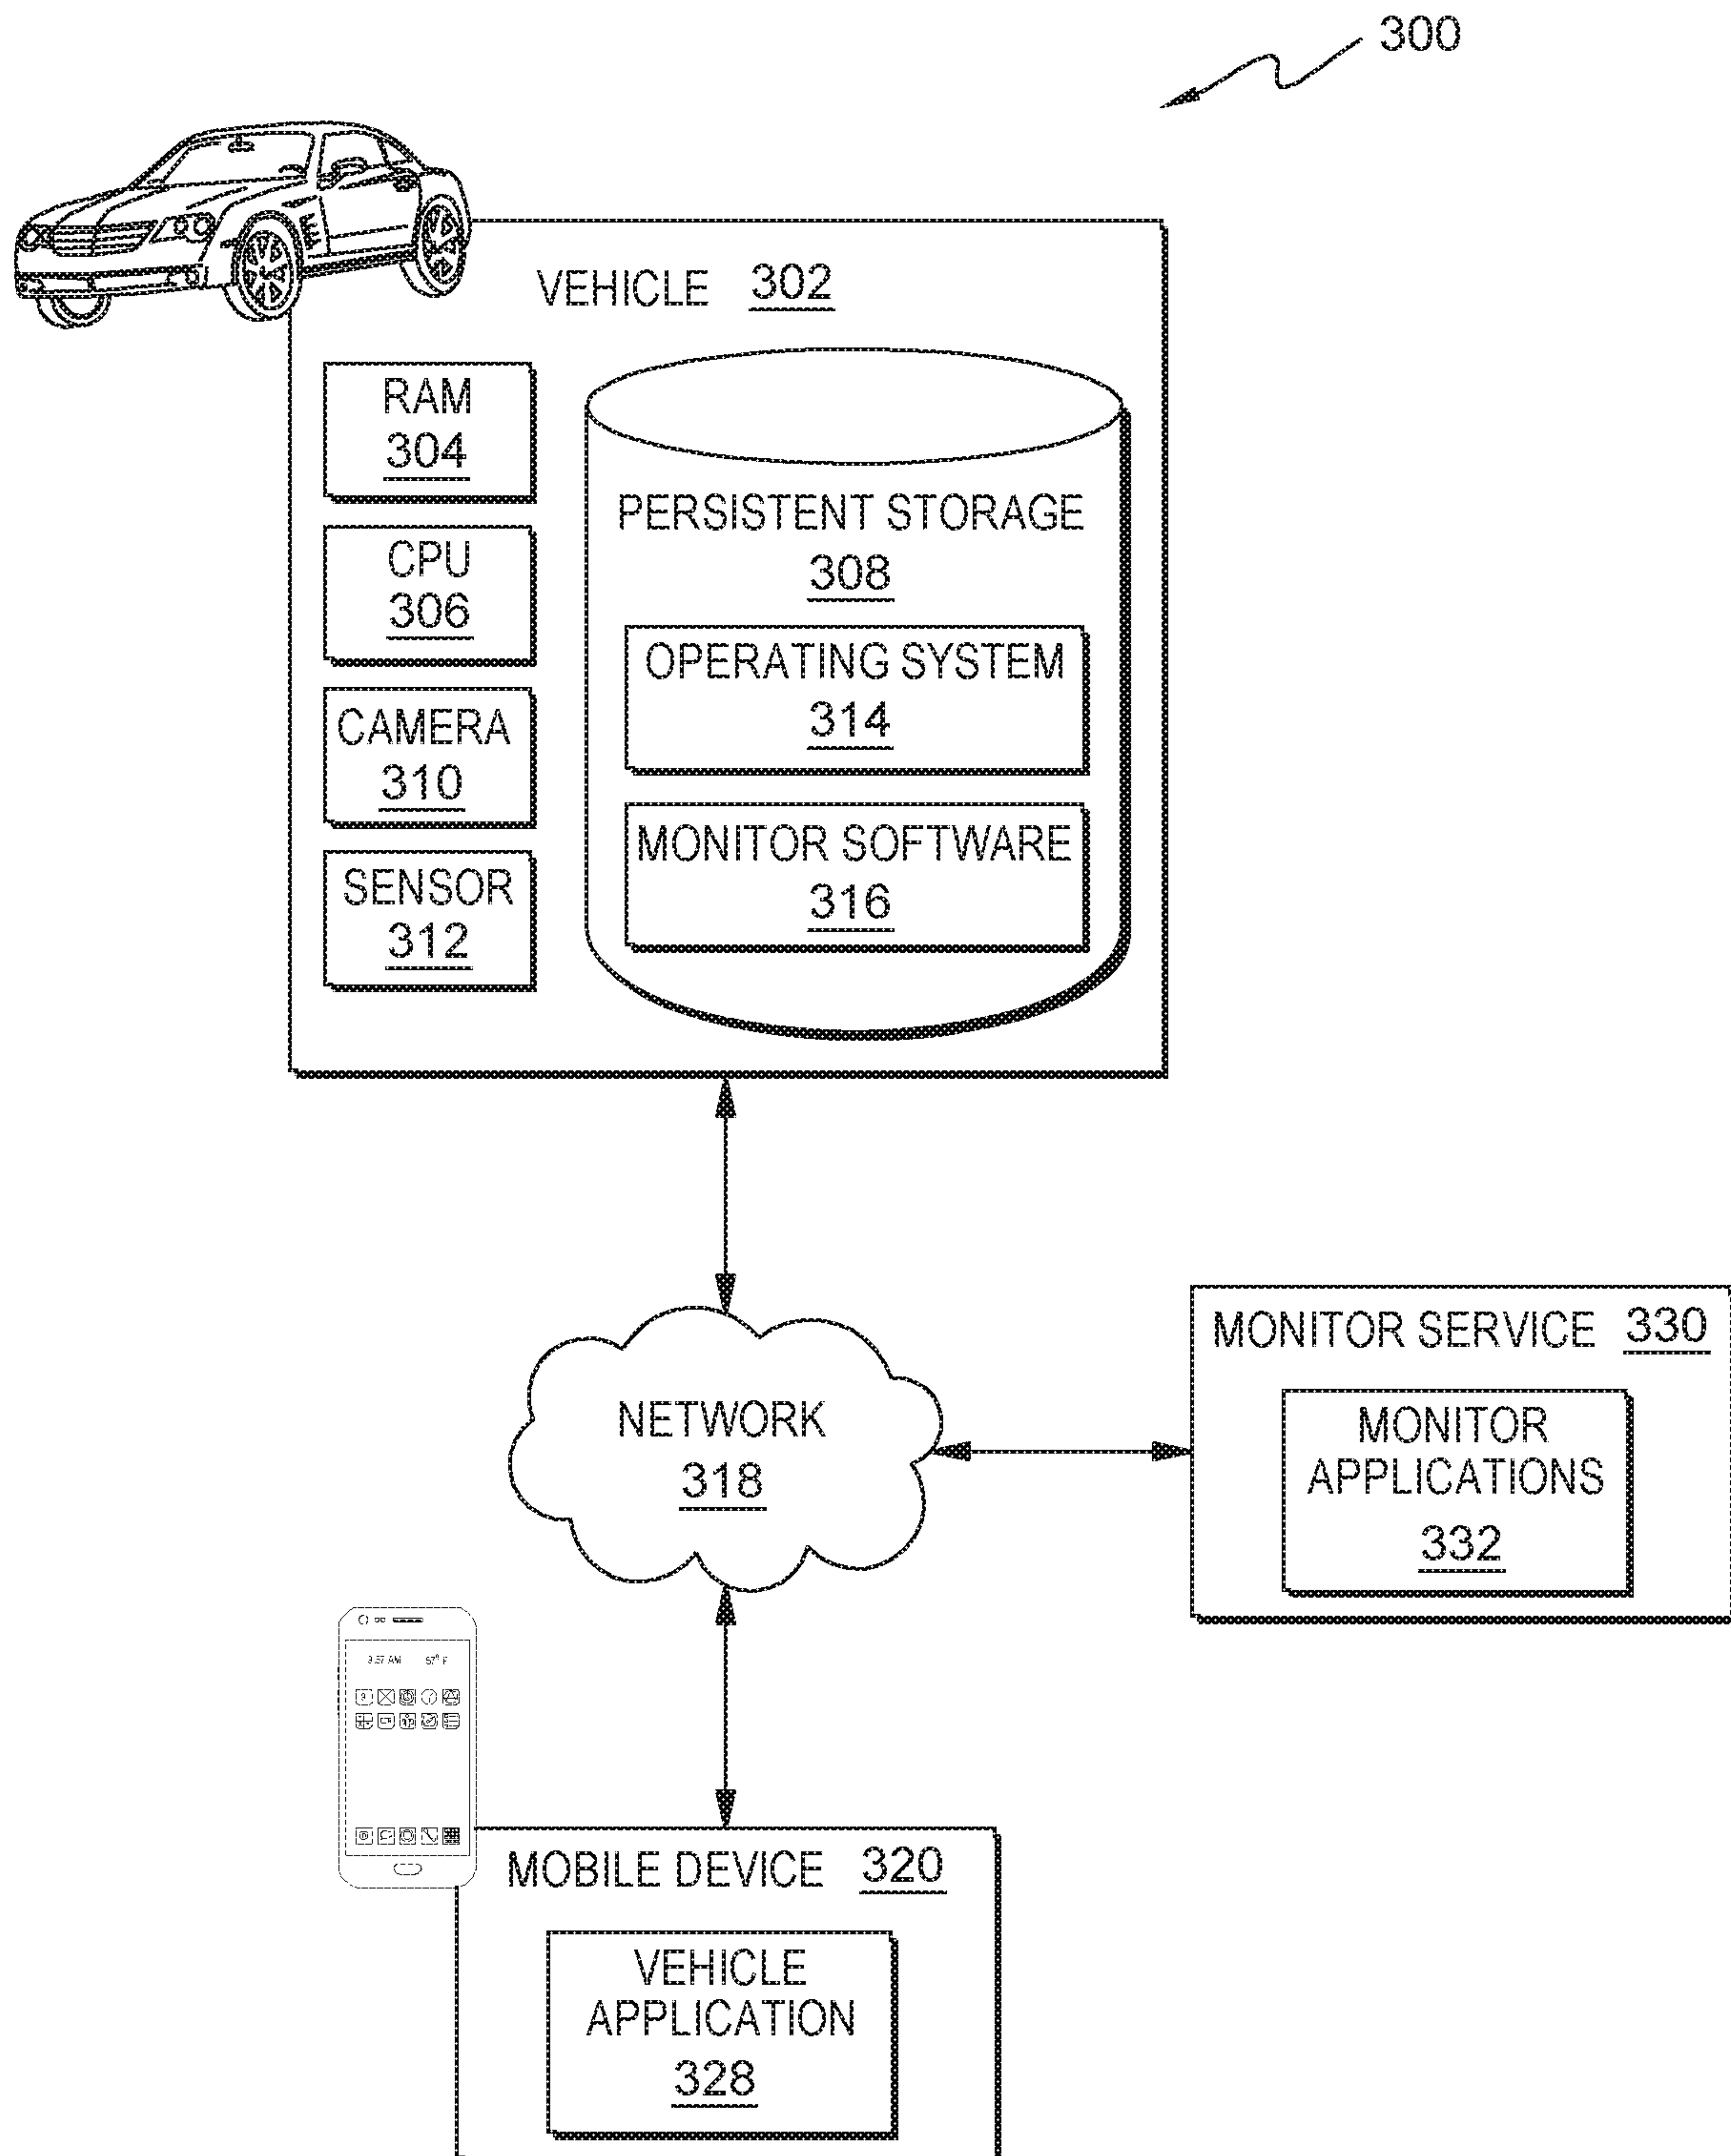 300
VEHICLE 302
RAM
304
CPU
306
CAMERA
310
SENSOR
312
PERSISTENT STORAGE
308
OPERATING SYSTEM
314
MONITOR SOFTWARE
316
NETWORK
318
MONITOR SERVICE 330
MONITOR
APPLICATIONS
332
MOBILE DEVICE 320
VEHICLE
APPLICATION
328